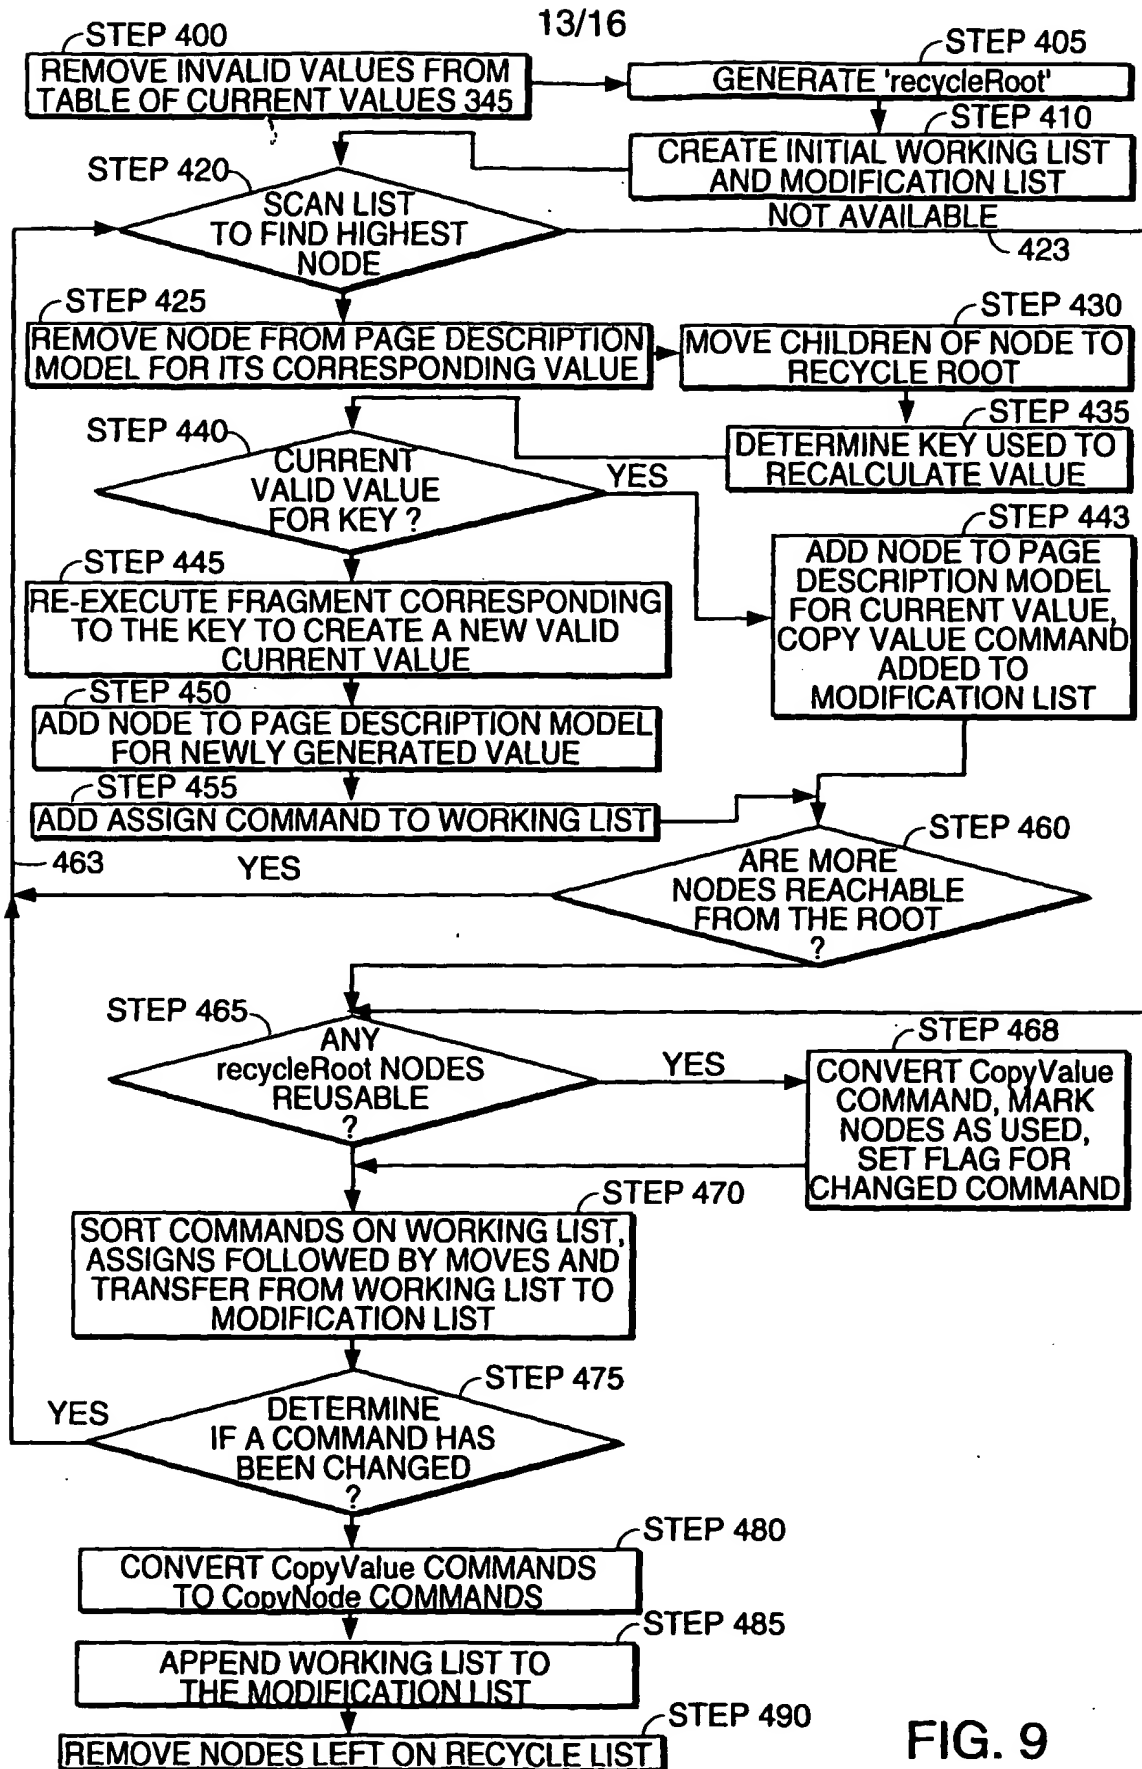 13/16
STEP 400
REMOVE INVALID VALUES FROM
TABLE OF CURRENT VALUES 345
STEP 405
GENERATE 'recycleRoot'
STEP 410
CREATE INITIAL WORKING LIST
AND MODIFICATION LIST
STEP 420
SCAN LIST
TO FIND HIGHEST
NODE
NOT AVAILABLE
423
STEP 425
REMOVE NODE FROM PAGE DESCRIPTION
MODEL FOR ITS CORRESPONDING VALUE
STEP 430
MOVE CHILDREN OF NODE TO
RECYCLE ROOT
STEP 435
DETERMINE KEY USED TO
RECALCULATE VALUE
STEP 440
CURRENT
VALID VALUE
FOR KEY ?
YES
STEP 443
ADD NODE TO PAGE
DESCRIPTION MODEL
FOR CURRENT VALUE,
COPY VALUE COMMAND
ADDED TO
MODIFICATION LIST
STEP 445
RE-EXECUTE FRAGMENT CORRESPONDING
TO THE KEY TO CREATE A NEW VALID
CURRENT VALUE
STEP 450
ADD NODE TO PAGE DESCRIPTION MODEL
FOR NEWLY GENERATED VALUE
STEP 455
ADD ASSIGN COMMAND TO WORKING LIST
STEP 460
ARE MORE
NODES REACHABLE
FROM THE ROOT
?
463
YES
STEP 465
ANY
recycleRoot NODES
REUSABLE
?
YES
STEP 468
CONVERT CopyValue
COMMAND, MARK
NODES AS USED,
SET FLAG FOR
CHANGED COMMAND
STEP 470
SORT COMMANDS ON WORKING LIST,
ASSIGNS FOLLOWED BY MOVES AND
TRANSFER FROM WORKING LIST TO
MODIFICATION LIST
STEP 475
DETERMINE
IF A COMMAND HAS
BEEN CHANGED
?
YES
STEP 480
CONVERT CopyValue COMMANDS
TO CopyNode COMMANDS
STEP 485
APPEND WORKING LIST TO
THE MODIFICATION LIST
STEP 490
REMOVE NODES LEFT ON RECYCLE LIST
FIG. 9